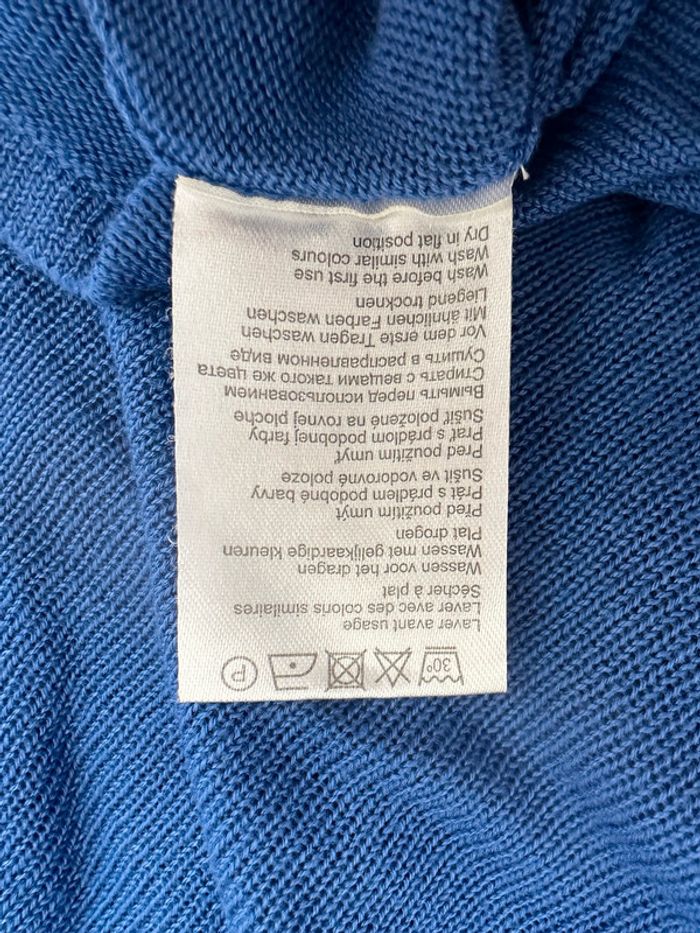 30°
P
Laver avant usage
Laver avec des coloris similaires
Sécher à plat
Wassen voor het dragen
Wassen met gelijkaardige kleuren
Plat drogen
Před použitím umýt
Prát s prádlem podobné barvy
Sušit ve vodorovné poloze
Pred použitím umyť
Prať s prádlom podobnej farby
Sušiť položené na rovnej ploche
Вымыть перед использованием
Стирать с вещами такого же цвета
Сушить в расправленном виде
Vor dem erste Tragen waschen
Mit ähnlichen Farben waschen
Liegend trocknen
Wash before the first use
Wash with similar colours
Dry in flat position